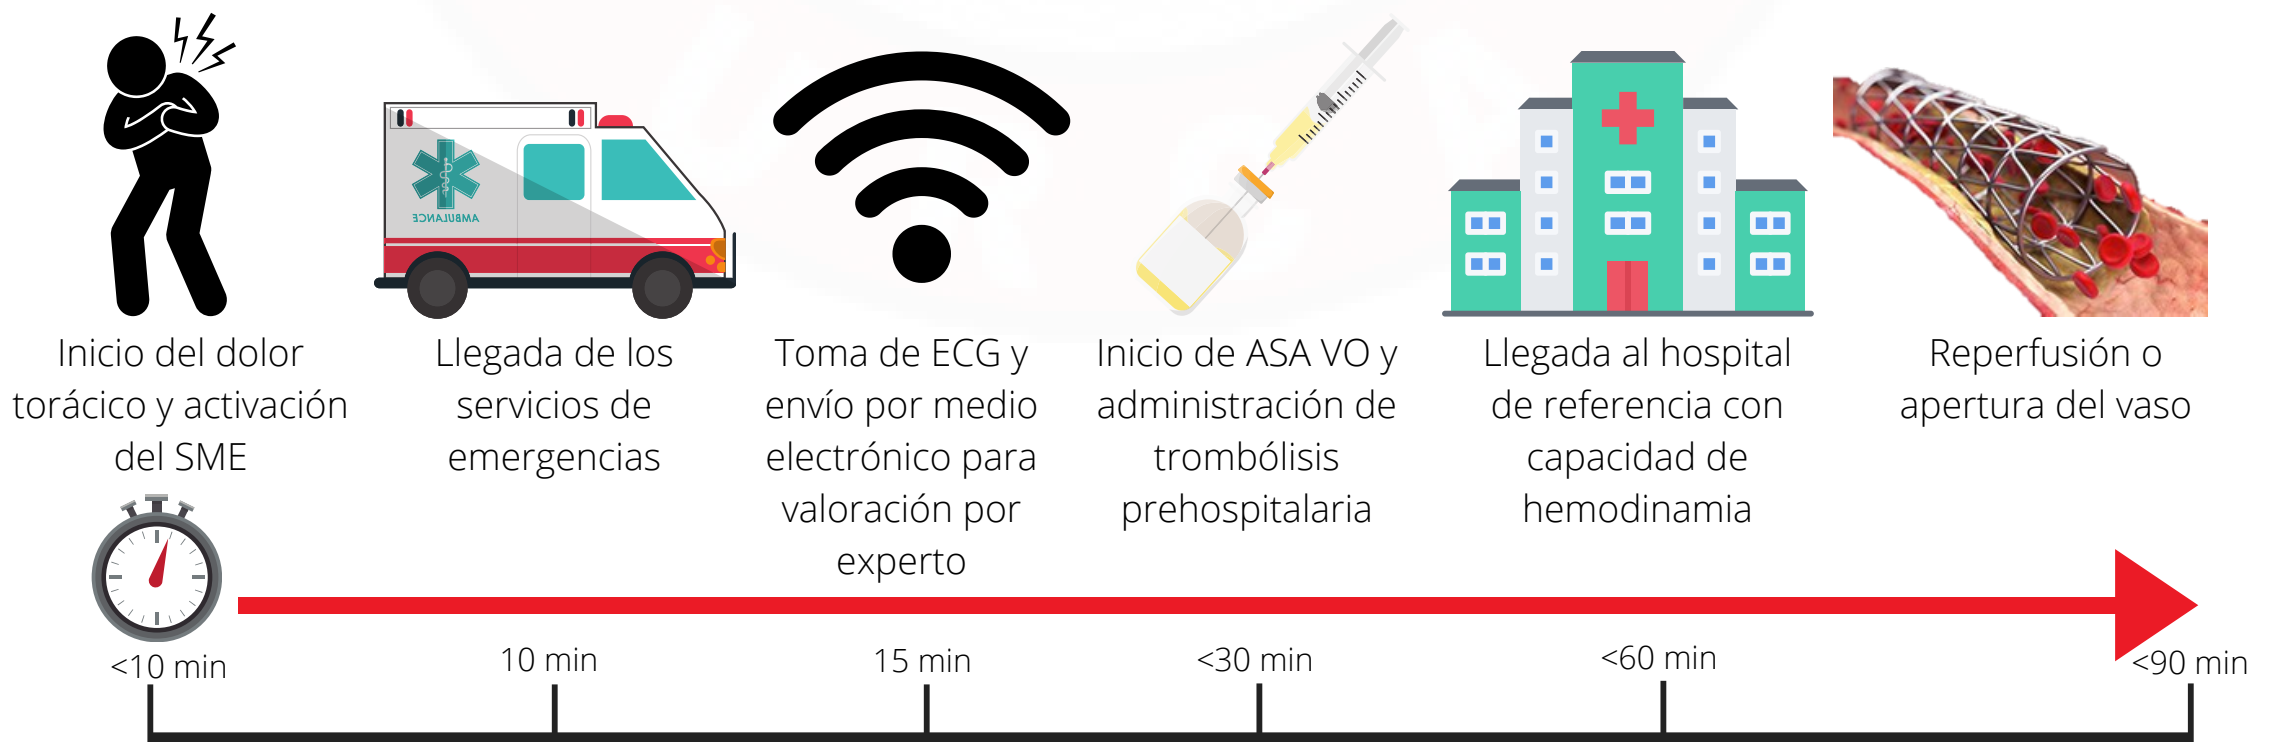 AMBULANCE
Inicio del dolor
torácico y activación
del SME
Llegada de los
servicios de
emergencias
Toma de ECG y
envío por medio
electrónico para
valoración por
experto
Inicio de ASA VO y
administración de
trombólisis
prehospitalaria
Llegada al hospital
de referencia con
capacidad de
hemodinamia
Reperfusión o
apertura del vaso
<10 min
10 min
15 min
<30 min
<60 min
<90 min